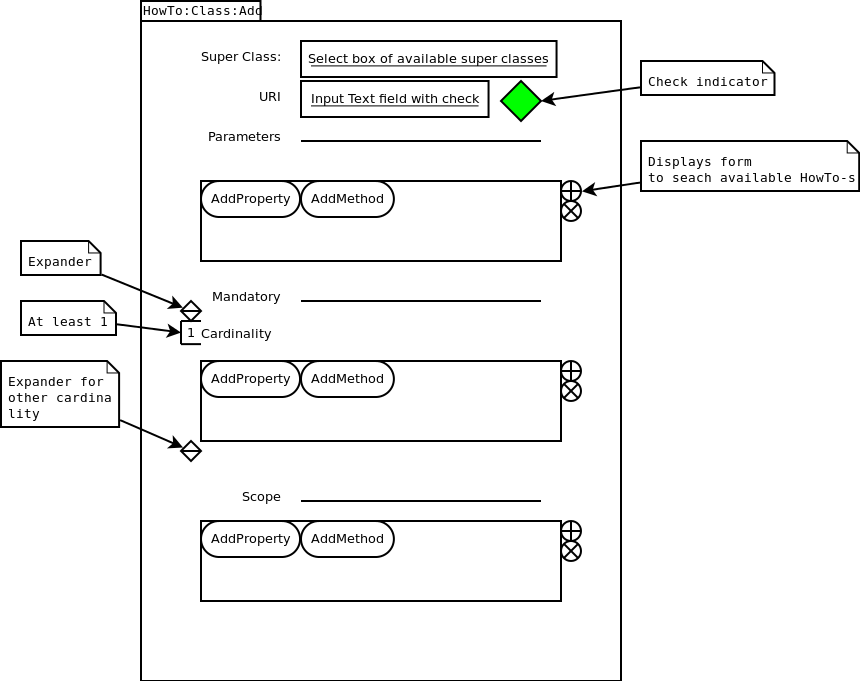 HowTo:Class:Add
Super Class:
Select box of available super classes
URI
Input Text field with check
Check indicator
Parameters
Displays form
to seach available HowTo-s
AddProperty
AddMethod
Expander
Mandatory
At least 1
1
Cardinality
Expander for
other cardina
lity
AddProperty
AddMethod
Scope
AddProperty
AddMethod